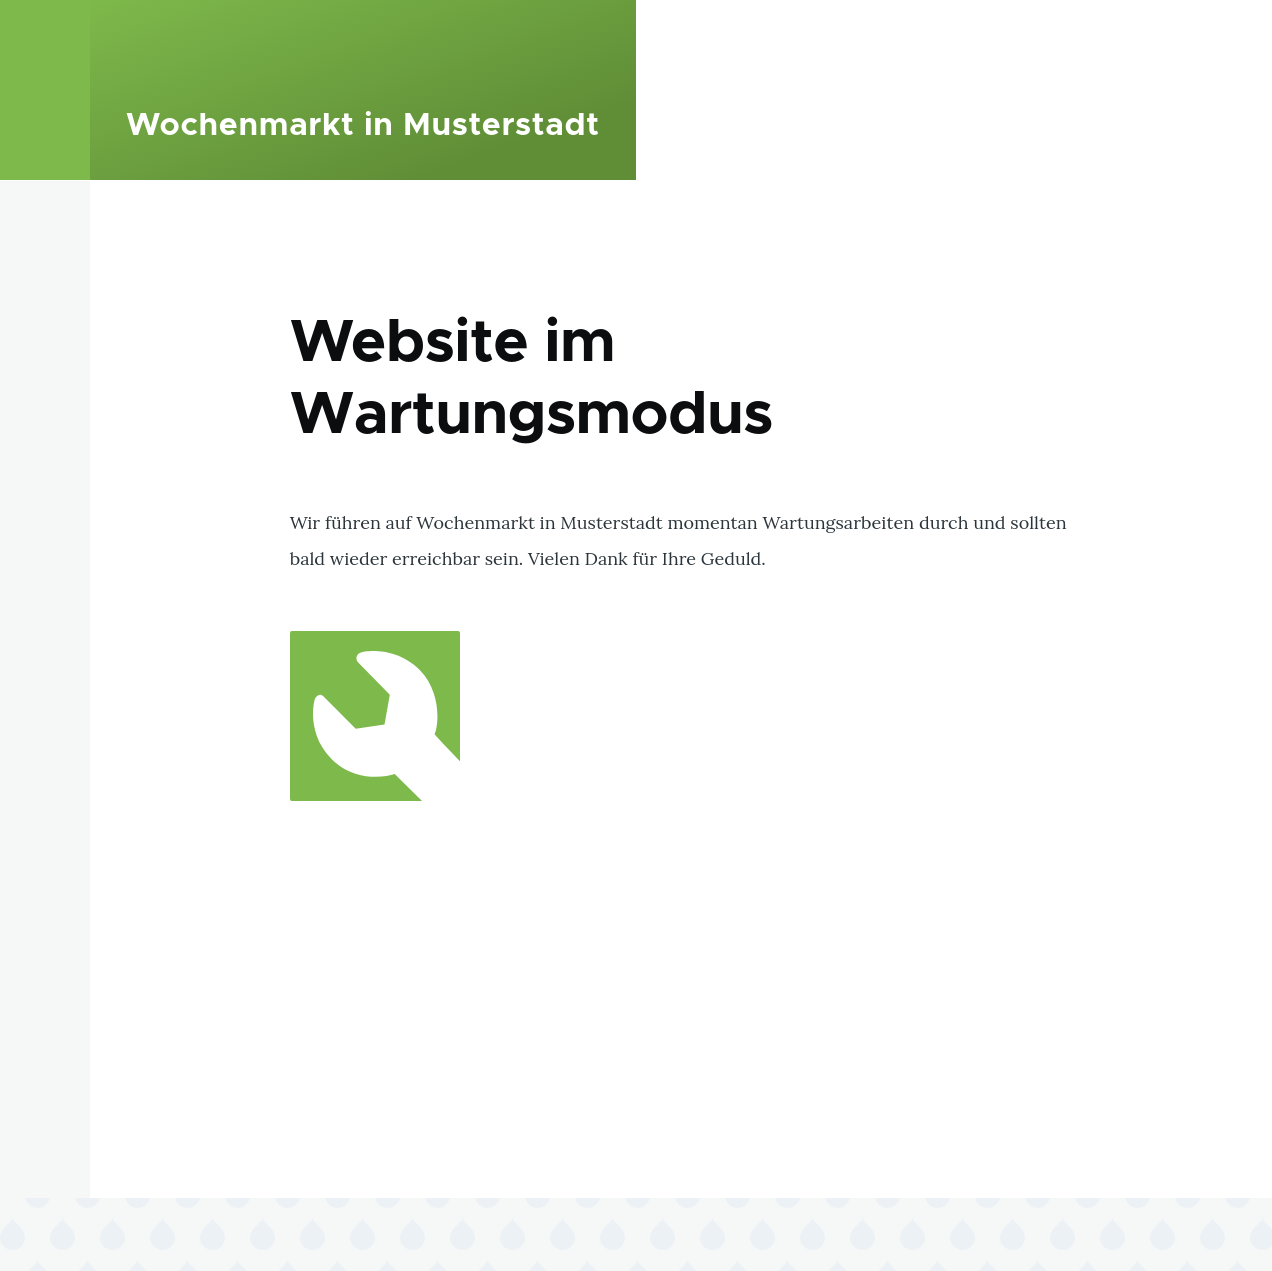 Wochenmarkt in Musterstadt
Website im
Wartungsmodus
Wir führen auf Wochenmarkt in Musterstadt momentan Wartungsarbeiten durch und sollten
bald wieder erreichbar sein. Vielen Dank für Ihre Geduld.